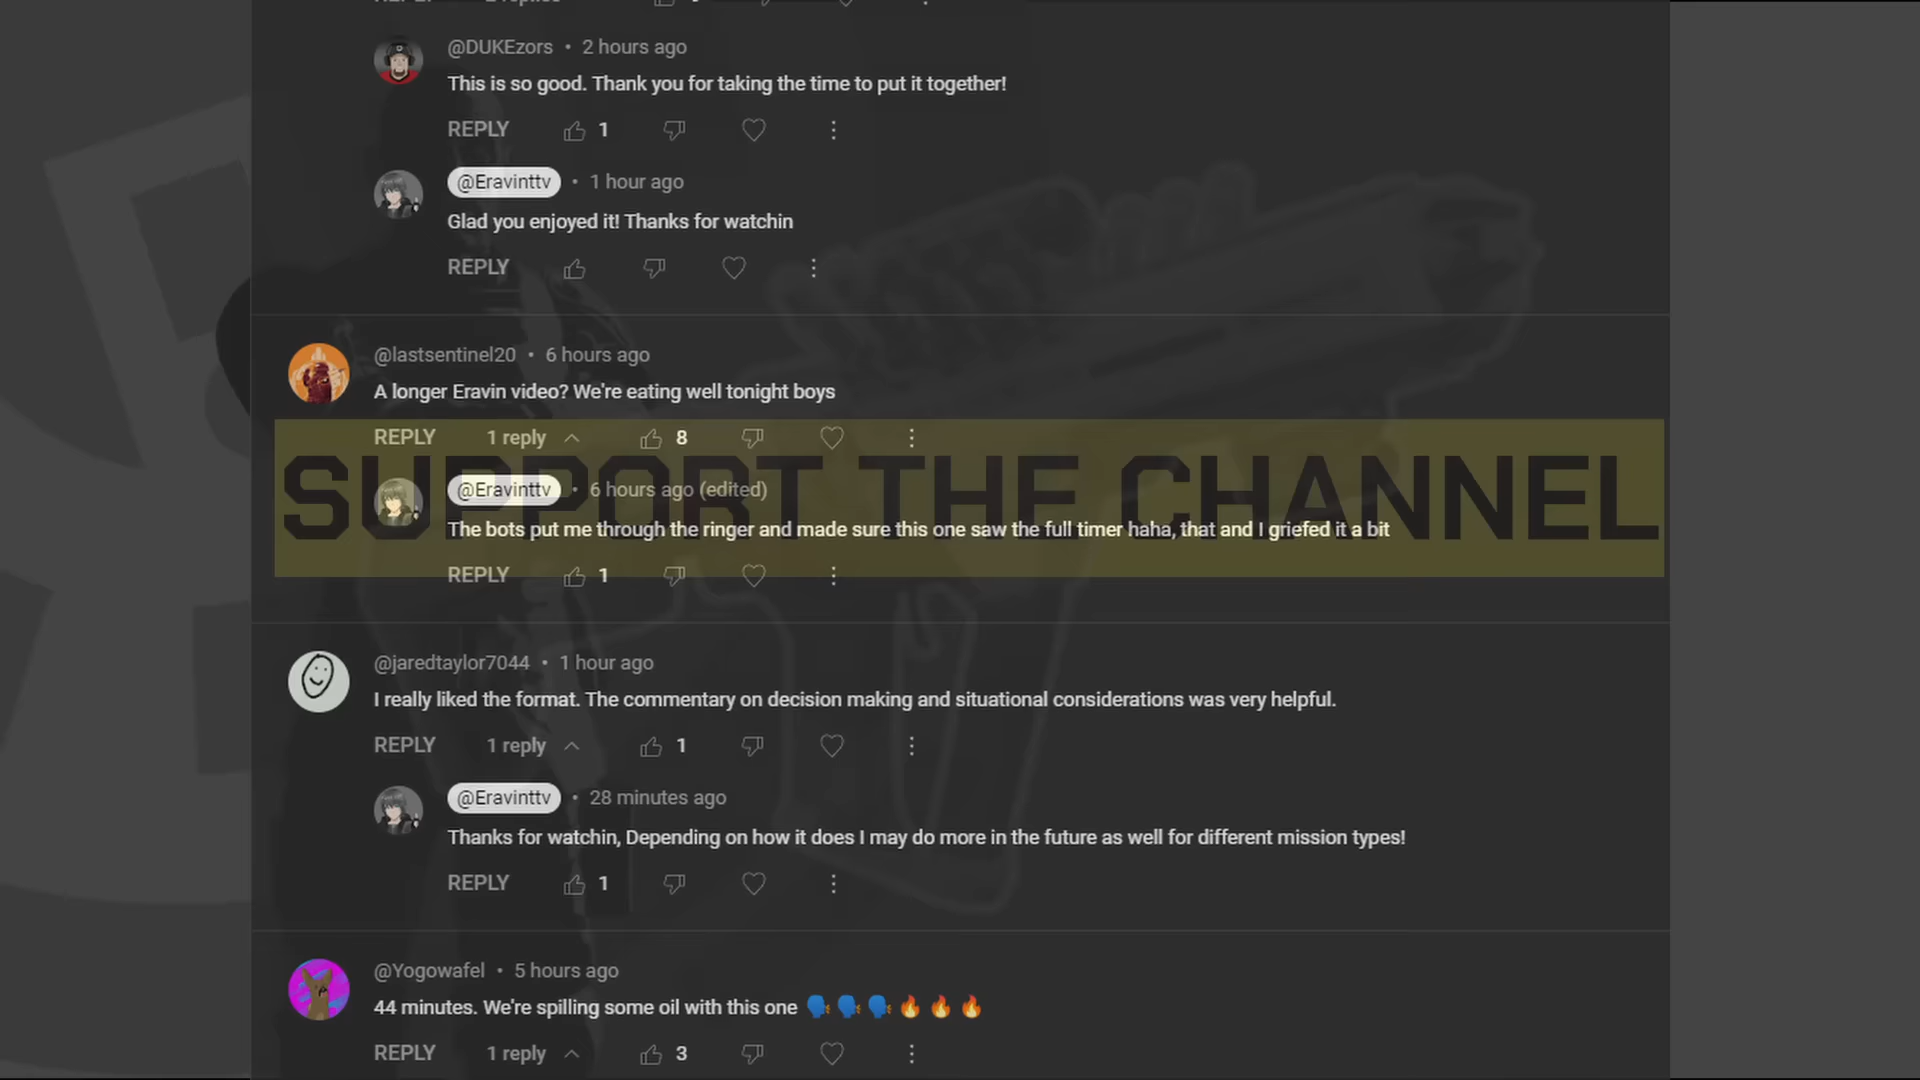 @DUKEzors • 2 hours ago
This is so good. Thank you for taking the time to put it together!
REPLY 1
@Eravinttv • 1 hour ago
Glad you enjoyed it! Thanks for watchin
REPLY
@lastsentinel20 • 6 hours ago
A longer Eravin video? We're eating well tonight boys
REPLY 1 reply 8
SUPPORT THE CHANNEL
@Eravinttv • 6 hours ago (edited)
The bots put me through the ringer and made sure this one saw the full timer haha, that and I griefed it a bit
REPLY 1
@jaredtaylor7044 • 1 hour ago
I really liked the format. The commentary on decision making and situational considerations was very helpful.
REPLY 1 reply 1
@Eravinttv • 28 minutes ago
Thanks for watchin, Depending on how it does I may do more in the future as well for different mission types!
REPLY 1
@Yogowafel • 5 hours ago
44 minutes. We're spilling some oil with this one 🗣️🗣️🗣️🔥🔥🔥
REPLY 1 reply 3